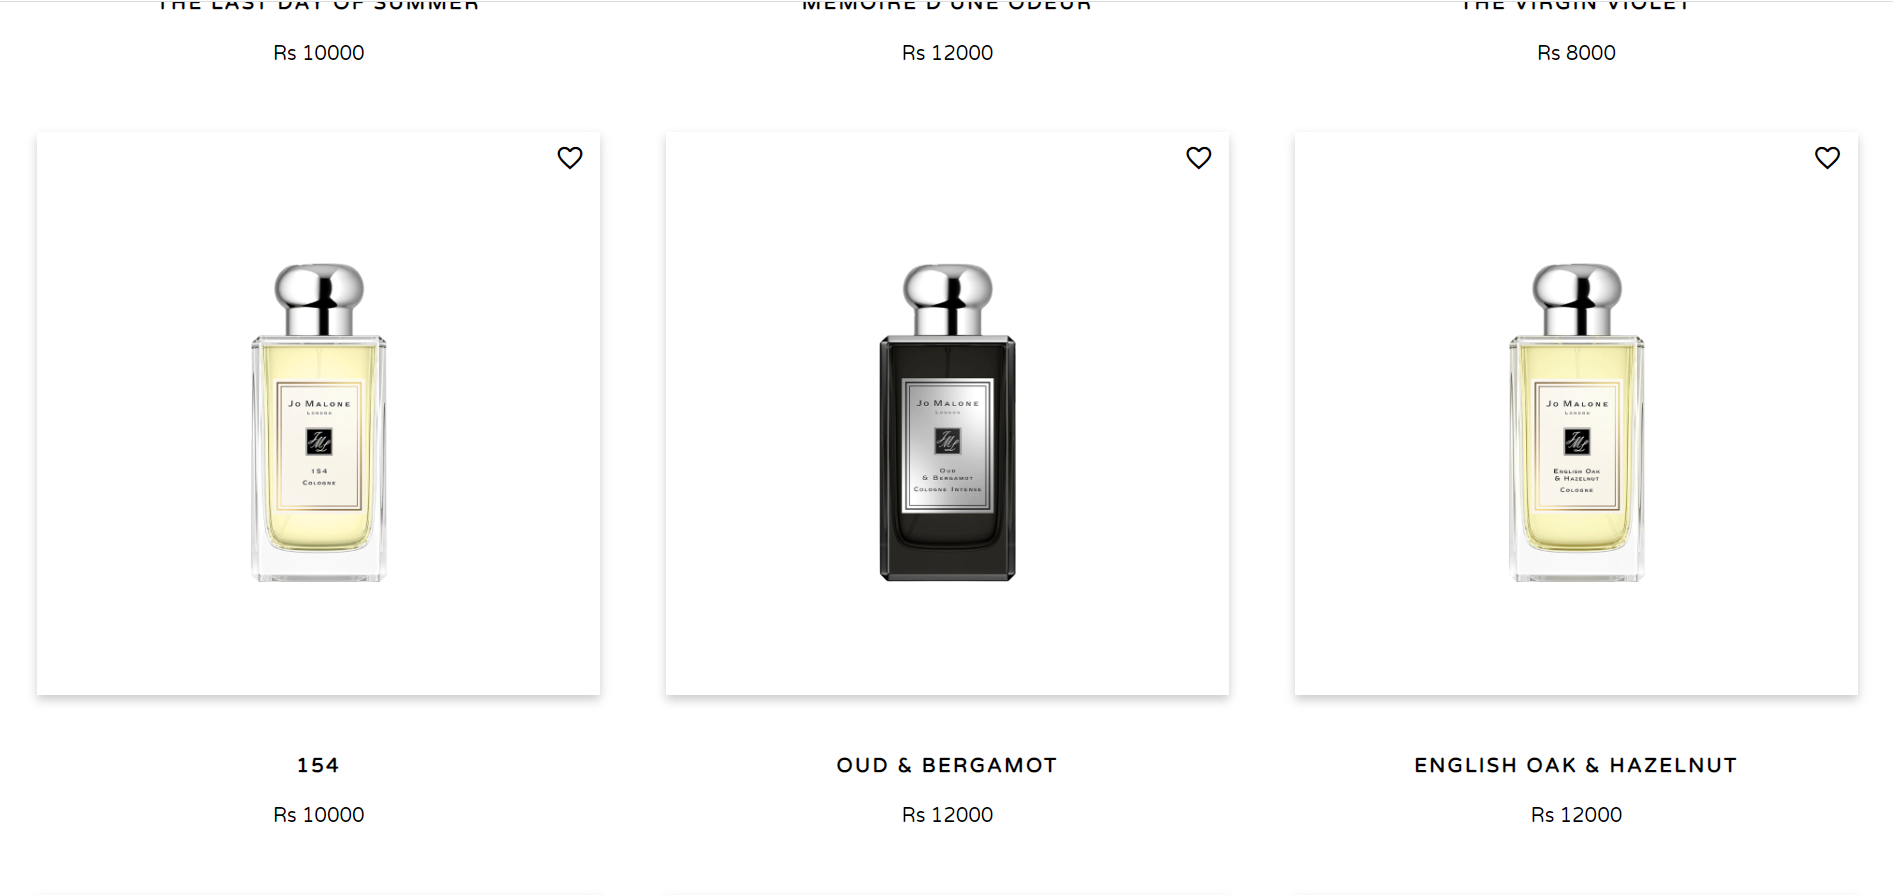 THE LAST DAY OF SUMMER
MÉMOIRE D'UNE ODEUR
THE VIRGIN VIOLET
Rs 10000
Rs 12000
Rs 8000
JO MALONE
LONDON
154
COLOGNE
JO MALONE
LONDON
OUD
& BERGAMOT
COLOGNE INTENSE
JO MALONE
LONDON
ENGLISH OAK
& HAZELNUT
COLOGNE
154
OUD & BERGAMOT
ENGLISH OAK & HAZELNUT
Rs 10000
Rs 12000
Rs 12000